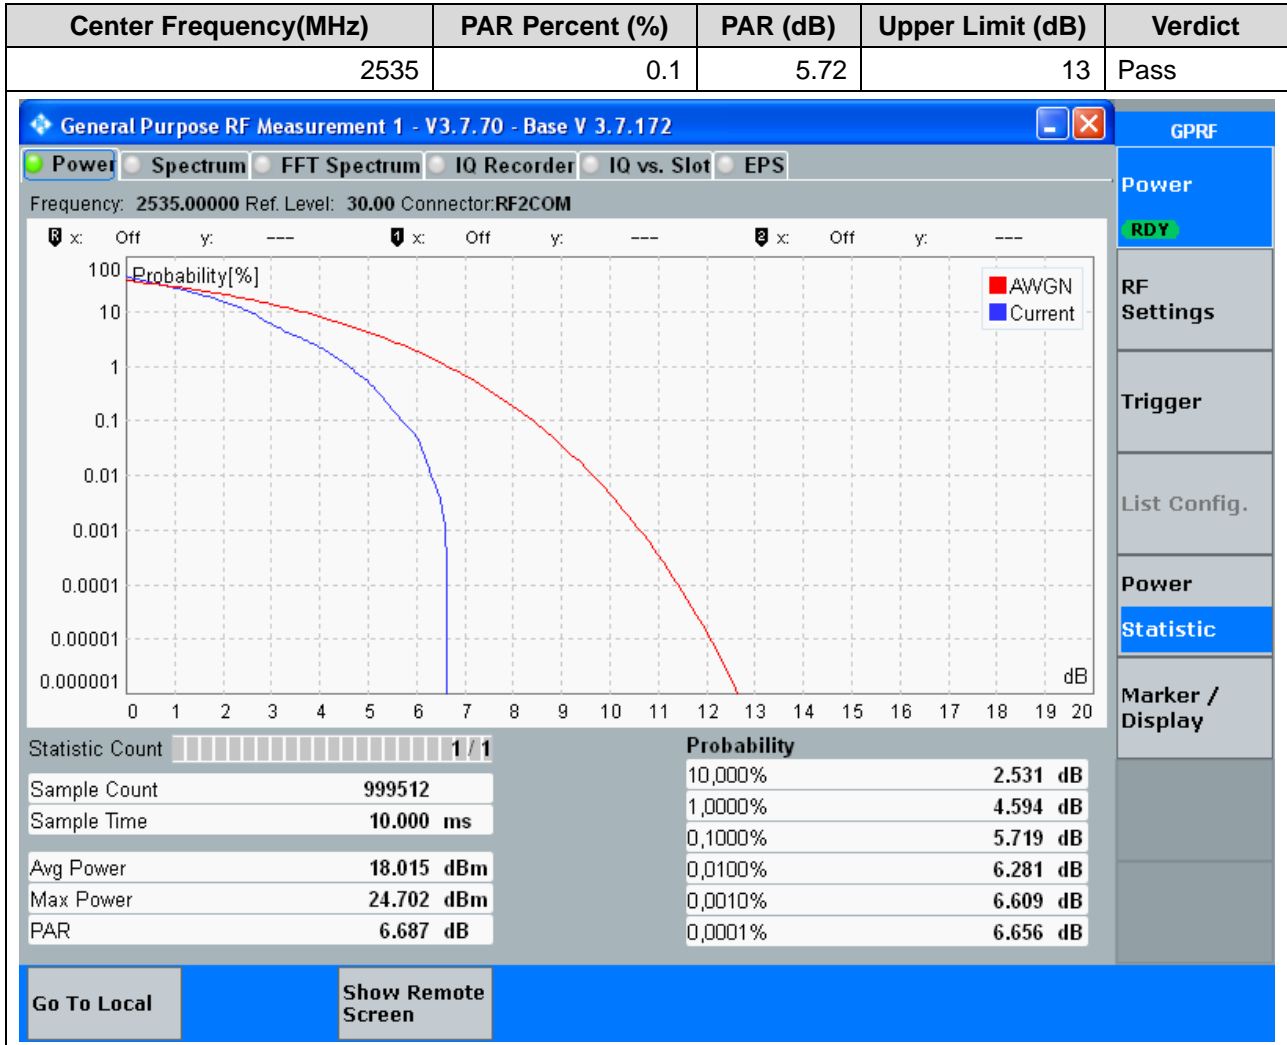 Center Frequency(MHz) PAR Percent (%) PAR (dB) Upper Limit (dB) Verdict
2535 0.1 5.72 13 Pass
General Purpose RF Measurement 1 - V3.7.70 - Base V 3.7.172
GPRF
Power Spectrum FFT Spectrum IQ Recorder IQ vs. Slot EPS
Frequency: 2535.00000 Ref. Level: 30.00 Connector:RF2COM
R x: Off y: --- 1 x: Off y: --- 2 x: Off y: ---
Probability[%]
100
10
1
0.1
0.01
0.001
0.0001
0.00001
0.000001
AWGN
Current
dB
0 1 2 3 4 5 6 7 8 9 10 11 12 13 14 15 16 17 18 19 20
Statistic Count 1 / 1
Sample Count 999512
Sample Time 10.000 ms
Avg Power 18.015 dBm
Max Power 24.702 dBm
PAR 6.687 dB
Probability
10,000% 2.531 dB
1,0000% 4.594 dB
0,1000% 5.719 dB
0,0100% 6.281 dB
0,0010% 6.609 dB
0,0001% 6.656 dB
Power
RDY
RF
Settings
Trigger
List Config.
Power
Statistic
Marker /
Display
Go To Local
Show Remote
Screen